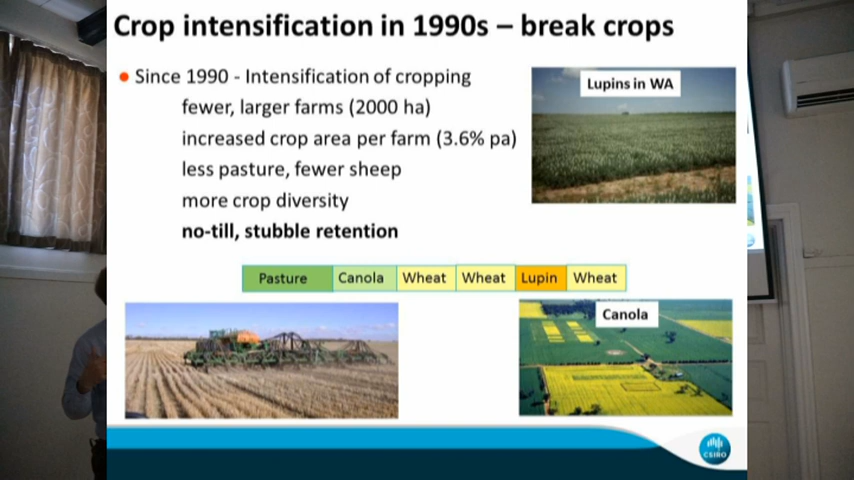 Crop intensification in 1990s – break crops
Since 1990 - Intensification of cropping
fewer, larger farms (2000 ha)
increased crop area per farm (3.6% pa)
less pasture, fewer sheep
more crop diversity
no-till, stubble retention
Lupins in WA
Pasture Canola Wheat Wheat Lupin Wheat
Canola
CSIRO